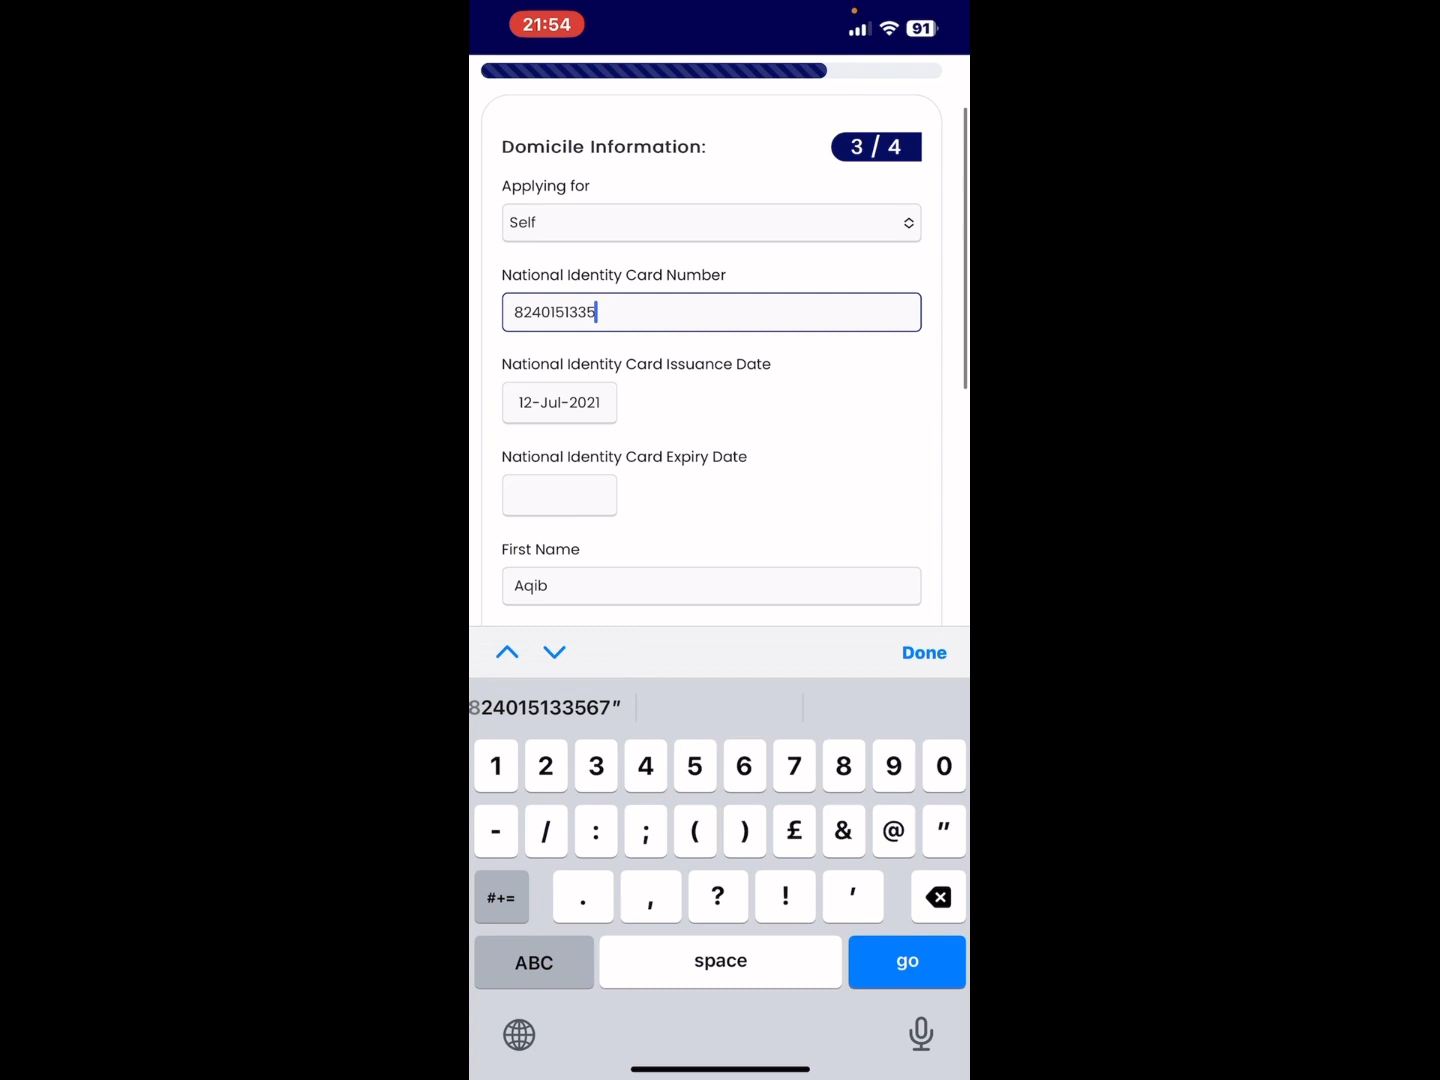 21:54
91
Domicile Information:
3 / 4
Applying for
Self
National Identity Card Number
8240151335
National Identity Card Issuance Date
12-Jul-2021
National Identity Card Expiry Date
First Name
Aqib
Done
824015133567"
1 2 3 4 5 6 7 8 9 0
- / : ; ( ) £ & @ "
#+= . , ? ! '
ABC space go